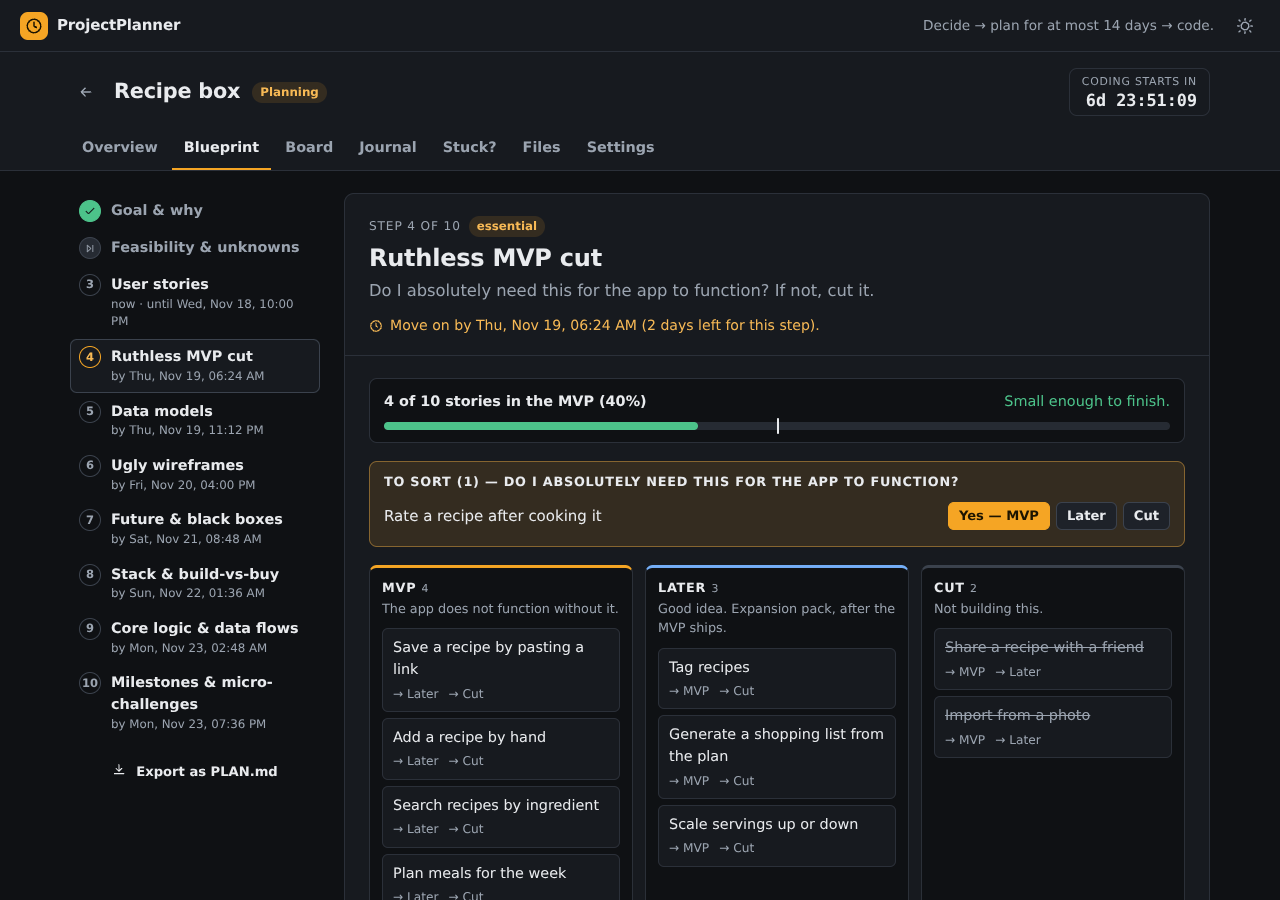 ProjectPlanner
Decide → plan for at most 14 days → code.
← Recipe box Planning
CODING STARTS IN
6d 23:51:09
Overview Blueprint Board Journal Stuck? Files Settings
Goal & why
Feasibility & unknowns
3 User stories
now · until Wed, Nov 18, 10:00
PM
4 Ruthless MVP cut
by Thu, Nov 19, 06:24 AM
5 Data models
by Thu, Nov 19, 11:12 PM
6 Ugly wireframes
by Fri, Nov 20, 04:00 PM
7 Future & black boxes
by Sat, Nov 21, 08:48 AM
8 Stack & build-vs-buy
by Sun, Nov 22, 01:36 AM
9 Core logic & data flows
by Mon, Nov 23, 02:48 AM
10 Milestones & micro-
challenges
by Mon, Nov 23, 07:36 PM
Export as PLAN.md
STEP 4 OF 10 essential
Ruthless MVP cut
Do I absolutely need this for the app to function? If not, cut it.
Move on by Thu, Nov 19, 06:24 AM (2 days left for this step).
4 of 10 stories in the MVP (40%)
Small enough to finish.
TO SORT (1) — DO I ABSOLUTELY NEED THIS FOR THE APP TO FUNCTION?
Rate a recipe after cooking it
Yes — MVP Later Cut
MVP 4
The app does not function without it.
Save a recipe by pasting a
link
→ Later → Cut
Add a recipe by hand
→ Later → Cut
Search recipes by ingredient
→ Later → Cut
Plan meals for the week
→ Later → Cut
LATER 3
Good idea. Expansion pack, after the
MVP ships.
Tag recipes
→ MVP → Cut
Generate a shopping list from
the plan
→ MVP → Cut
Scale servings up or down
→ MVP → Cut
CUT 2
Not building this.
Share a recipe with a friend
→ MVP → Later
Import from a photo
→ MVP → Later